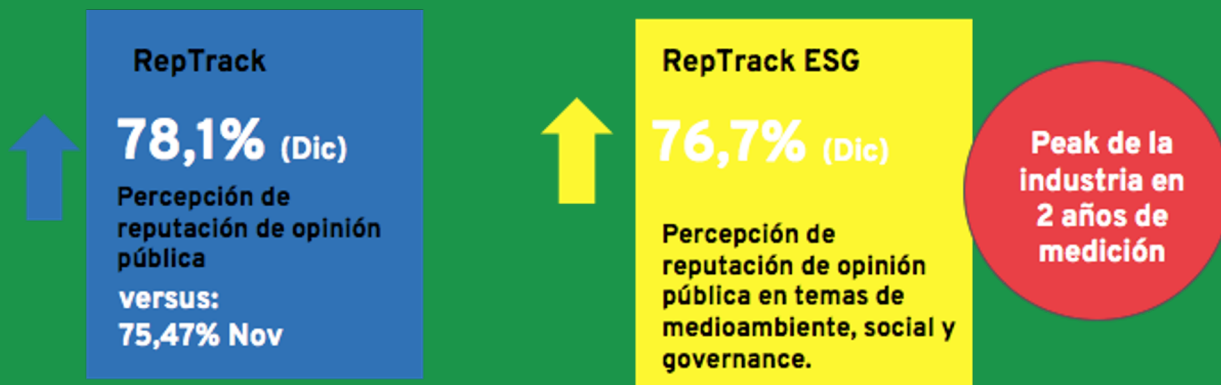 RepTrack
78,1% (Dic)
Percepción de
reputación de opinión
pública
versus:
75,47% Nov
RepTrack ESG
76,7% (Dic)
Percepción de
reputación de opinión
pública en temas de
medioambiente, social y
governance.
Peak de la
industria en
2 años de
medición